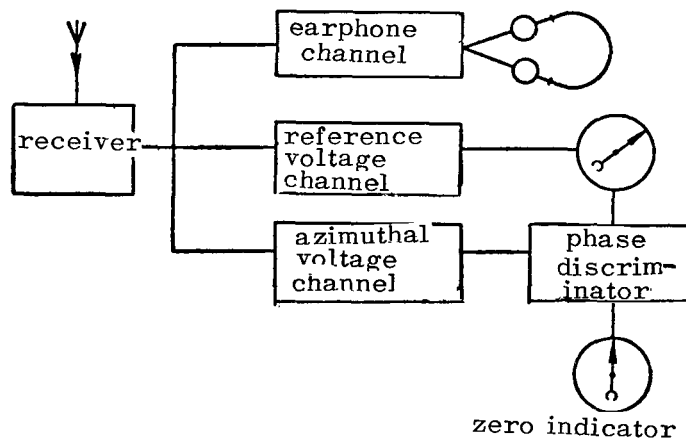 earphone
channel
receiver
reference
voltage
channel
azimuthal
voltage
channel
phase
discrim-
inator
zero indicator